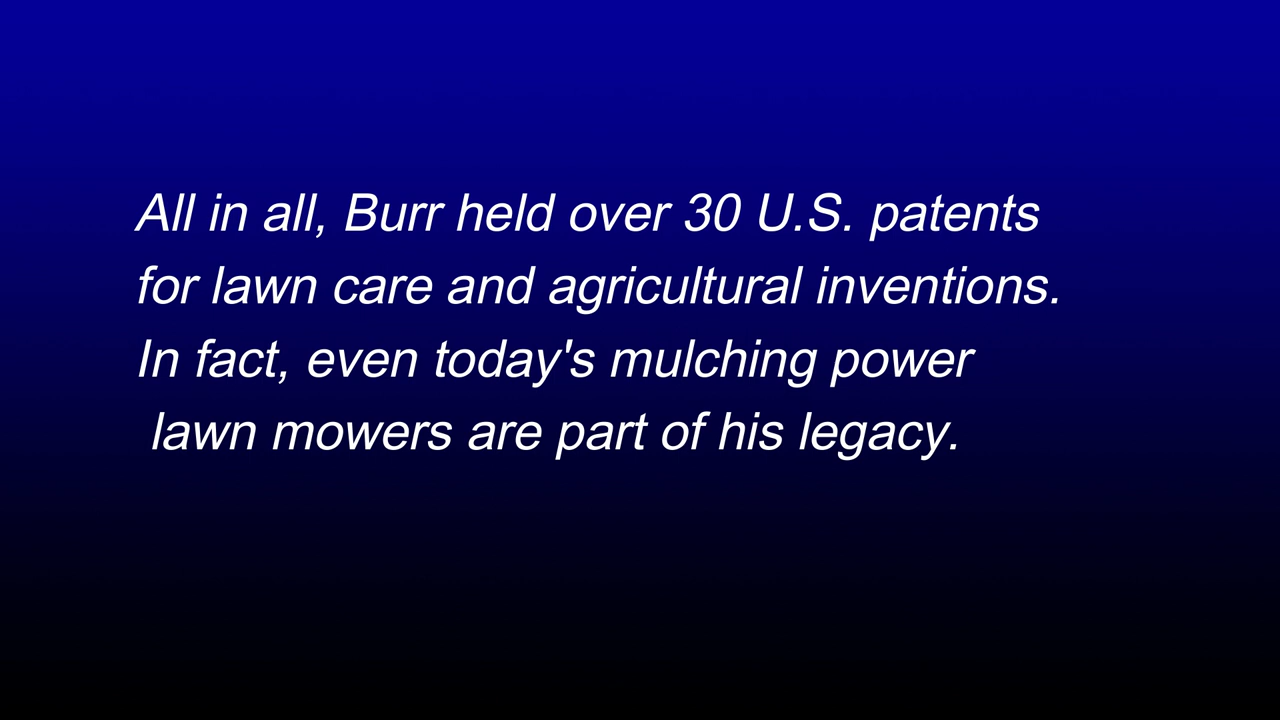 All in all, Burr held over 30 U.S. patents
for lawn care and agricultural inventions.
In fact, even today's mulching power
lawn mowers are part of his legacy.